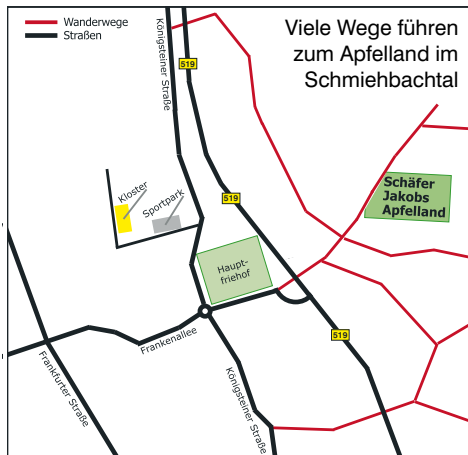 Wanderwege
Straßen
Viele Wege führen
zum Apfelland im
Schmiehbachtal
Königsteiner Straße
519
519
519
Kloster
Sportpark
Schäfer
Jakobs
Apfelland
Haupt-
friehof
Frankenallee
Frankfurter Straße
Königsteiner Straße